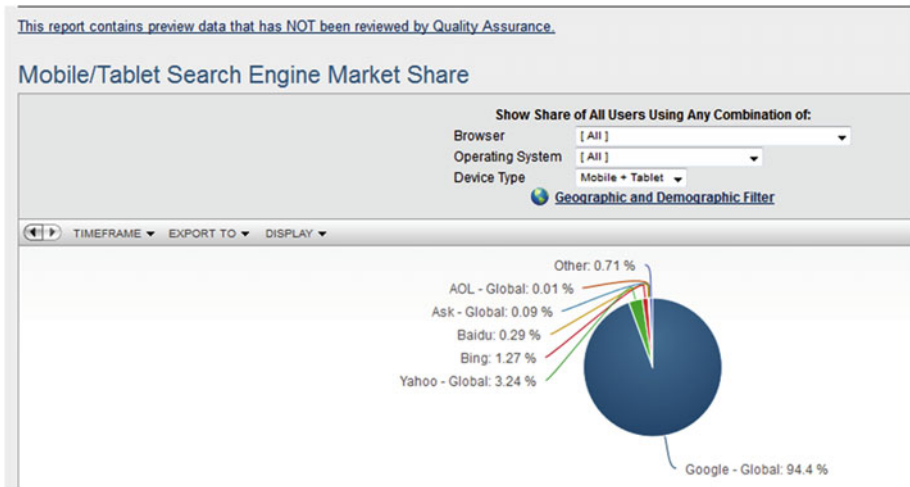 This report contains preview data that has NOT been reviewed by Quality Assurance.
Mobile/Tablet Search Engine Market Share
Show Share of All Users Using Any Combination of:
Browser [ All ]
Operating System [ All ]
Device Type Mobile + Tablet
Geographic and Demographic Filter
TIMEFRAME EXPORT TO DISPLAY
Other: 0.71 %
AOL - Global: 0.01 %
Ask - Global: 0.09 %
Baidu: 0.29 %
Bing: 1.27 %
Yahoo - Global: 3.24 %
Google - Global: 94.4 %